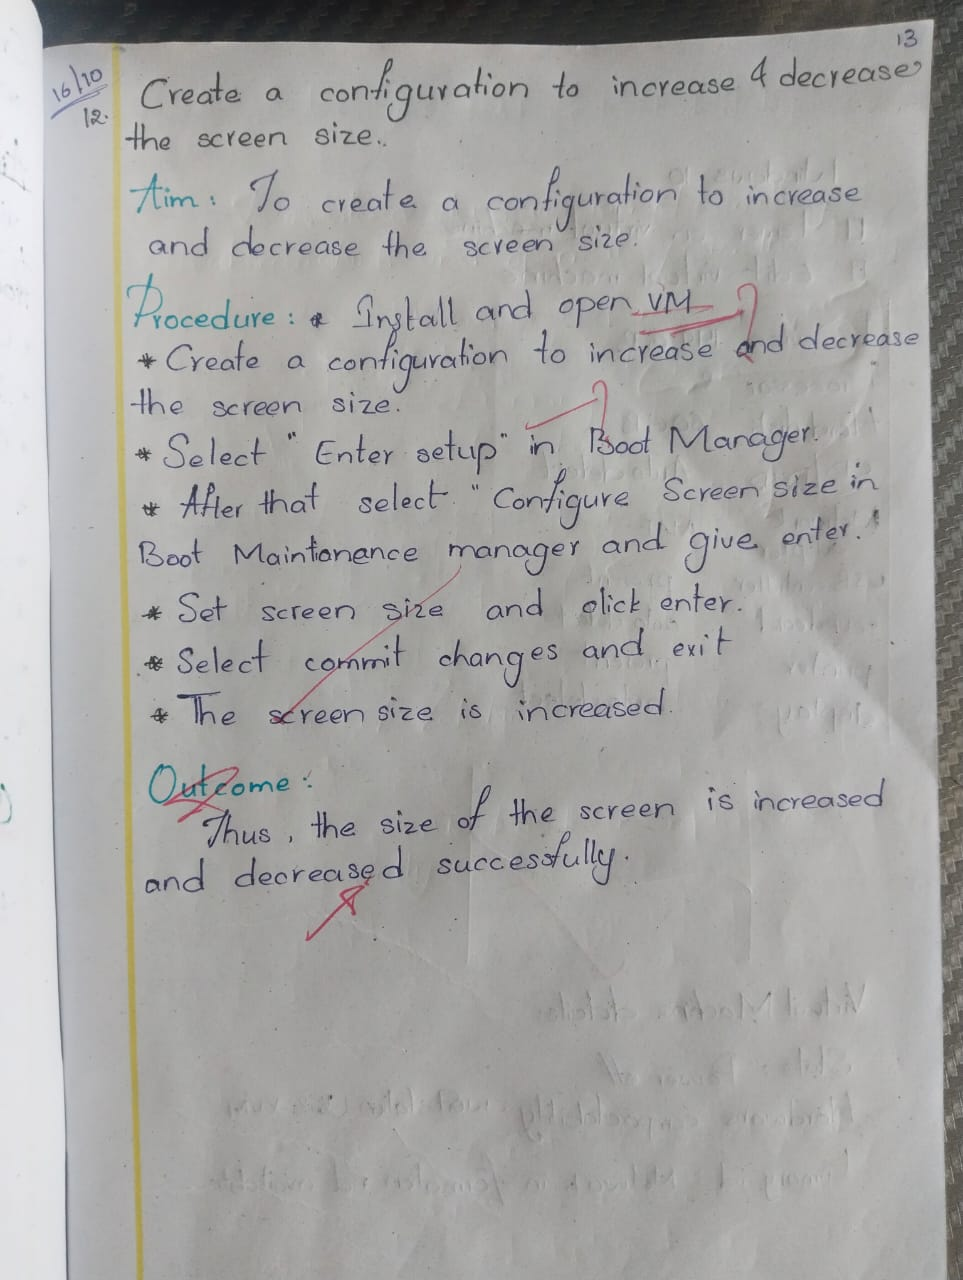 13
16/10
12.
Create a configuration to increase & decrease
the screen size..
Aim: To create a configuration to increase
and decrease the screen size.
Procedure: * Install and open VM
* Create a configuration to increase and decrease
the screen size.
* Select "Enter setup" in Boot Manager.
* After that select "Configure Screen size in
Boot Maintanance manager and give enter."
* Set screen size and click enter.
* Select commit changes and exit
* The screen size is increased.
Outcome:
Thus, the size of the screen is increased
and decreased successfully.